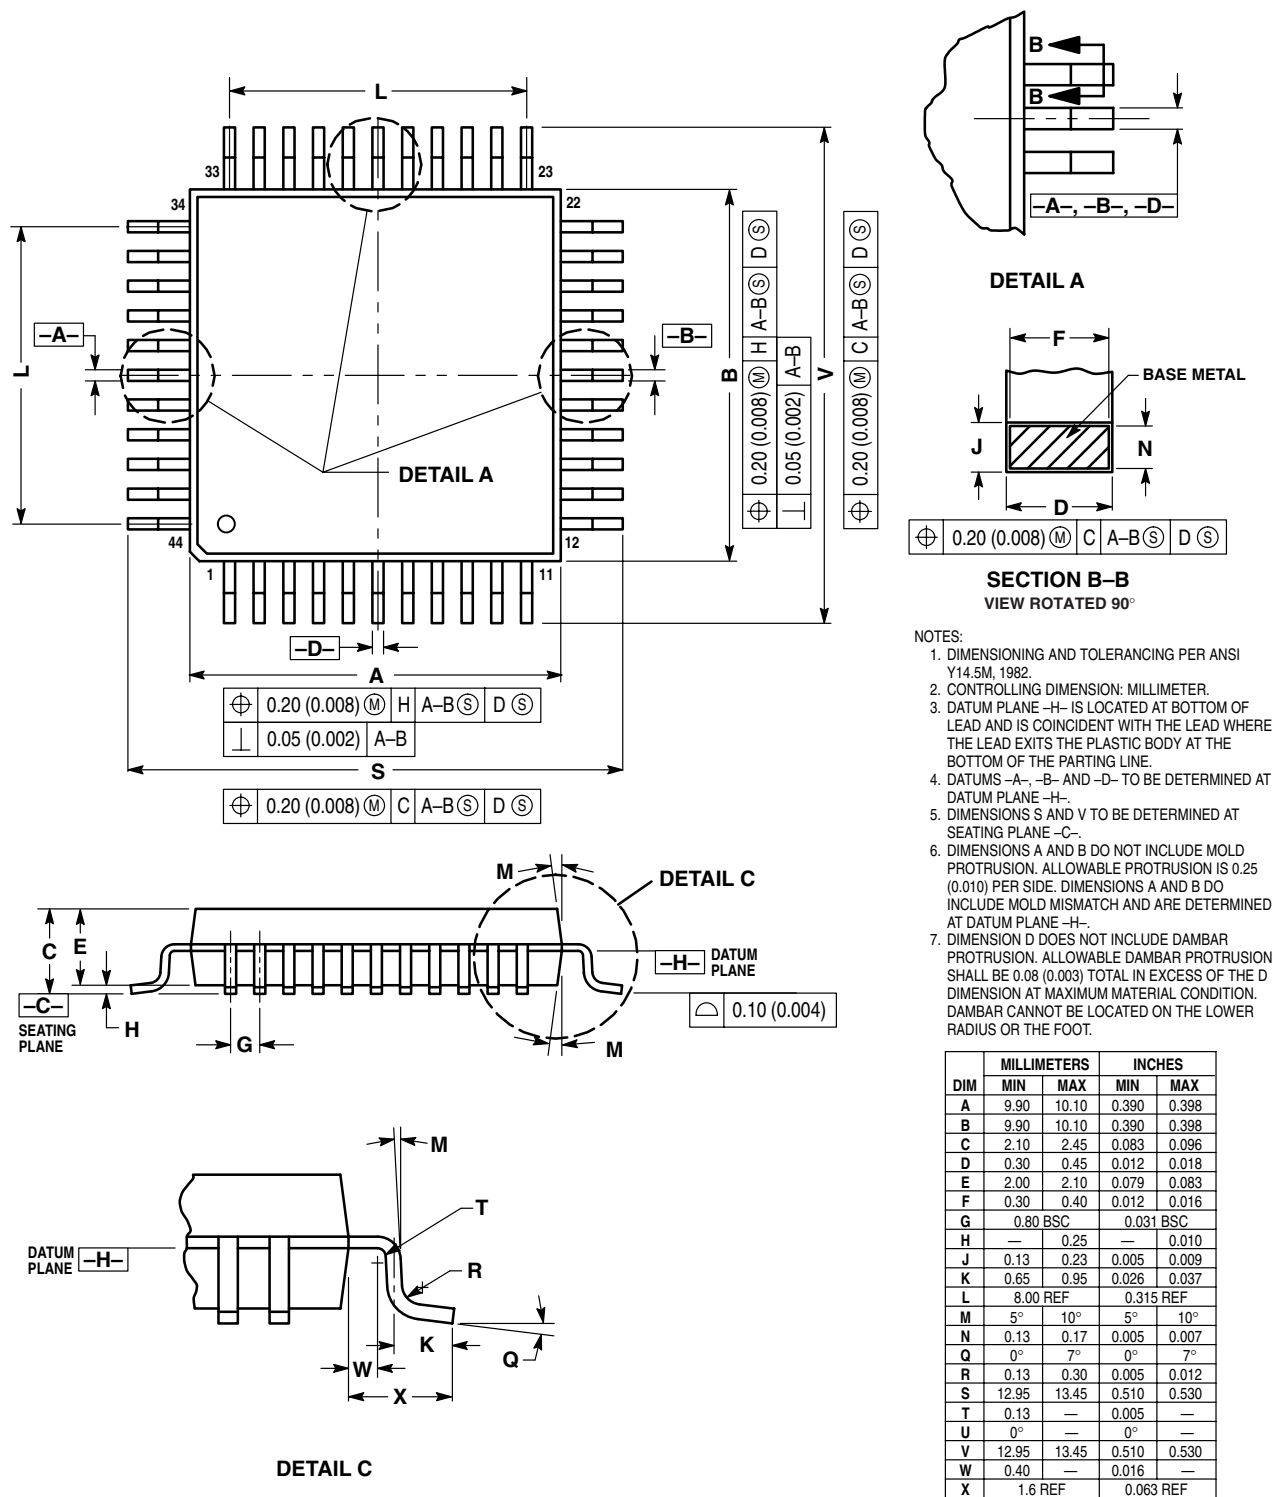 L
33
23
34
22
–A–
–B–
L
B
V
⌖ 0.20 (0.008) Ⓜ H A–B Ⓢ D Ⓢ
⊥ 0.05 (0.002) A–B
⌖ 0.20 (0.008) Ⓜ C A–B Ⓢ D Ⓢ
DETAIL A
44
12
1
11
–D–
A
⌖ 0.20 (0.008) Ⓜ H A–B Ⓢ D Ⓢ
⊥ 0.05 (0.002) A–B
S
⌖ 0.20 (0.008) Ⓜ C A–B Ⓢ D Ⓢ
B
B
–A–, –B–, –D–
DETAIL A
F
BASE METAL
J
N
D
⌖ 0.20 (0.008) Ⓜ C A–B Ⓢ D Ⓢ
SECTION B–B
VIEW ROTATED 90°
M
DETAIL C
C
E
–H– DATUM
PLANE
–C–
SEATING
PLANE
H
G
⌓ 0.10 (0.004)
M
M
T
DATUM
PLANE
–H–
R
K
W
Q
X
DETAIL C
NOTES:
1. DIMENSIONING AND TOLERANCING PER ANSI
Y14.5M, 1982.
2. CONTROLLING DIMENSION: MILLIMETER.
3. DATUM PLANE –H– IS LOCATED AT BOTTOM OF
LEAD AND IS COINCIDENT WITH THE LEAD WHERE
THE LEAD EXITS THE PLASTIC BODY AT THE
BOTTOM OF THE PARTING LINE.
4. DATUMS –A–, –B– AND –D– TO BE DETERMINED AT
DATUM PLANE –H–.
5. DIMENSIONS S AND V TO BE DETERMINED AT
SEATING PLANE –C–.
6. DIMENSIONS A AND B DO NOT INCLUDE MOLD
PROTRUSION. ALLOWABLE PROTRUSION IS 0.25
(0.010) PER SIDE. DIMENSIONS A AND B DO
INCLUDE MOLD MISMATCH AND ARE DETERMINED
AT DATUM PLANE –H–.
7. DIMENSION D DOES NOT INCLUDE DAMBAR
PROTRUSION. ALLOWABLE DAMBAR PROTRUSION
SHALL BE 0.08 (0.003) TOTAL IN EXCESS OF THE D
DIMENSION AT MAXIMUM MATERIAL CONDITION.
DAMBAR CANNOT BE LOCATED ON THE LOWER
RADIUS OR THE FOOT.
MILLIMETERS INCHES
DIM MIN MAX MIN MAX
A 9.90 10.10 0.390 0.398
B 9.90 10.10 0.390 0.398
C 2.10 2.45 0.083 0.096
D 0.30 0.45 0.012 0.018
E 2.00 2.10 0.079 0.083
F 0.30 0.40 0.012 0.016
G 0.80 BSC 0.031 BSC
H — 0.25 — 0.010
J 0.13 0.23 0.005 0.009
K 0.65 0.95 0.026 0.037
L 8.00 REF 0.315 REF
M 5° 10° 5° 10°
N 0.13 0.17 0.005 0.007
Q 0° 7° 0° 7°
R 0.13 0.30 0.005 0.012
S 12.95 13.45 0.510 0.530
T 0.13 — 0.005 —
U 0° — 0° —
V 12.95 13.45 0.510 0.530
W 0.40 — 0.016 —
X 1.6 REF 0.063 REF